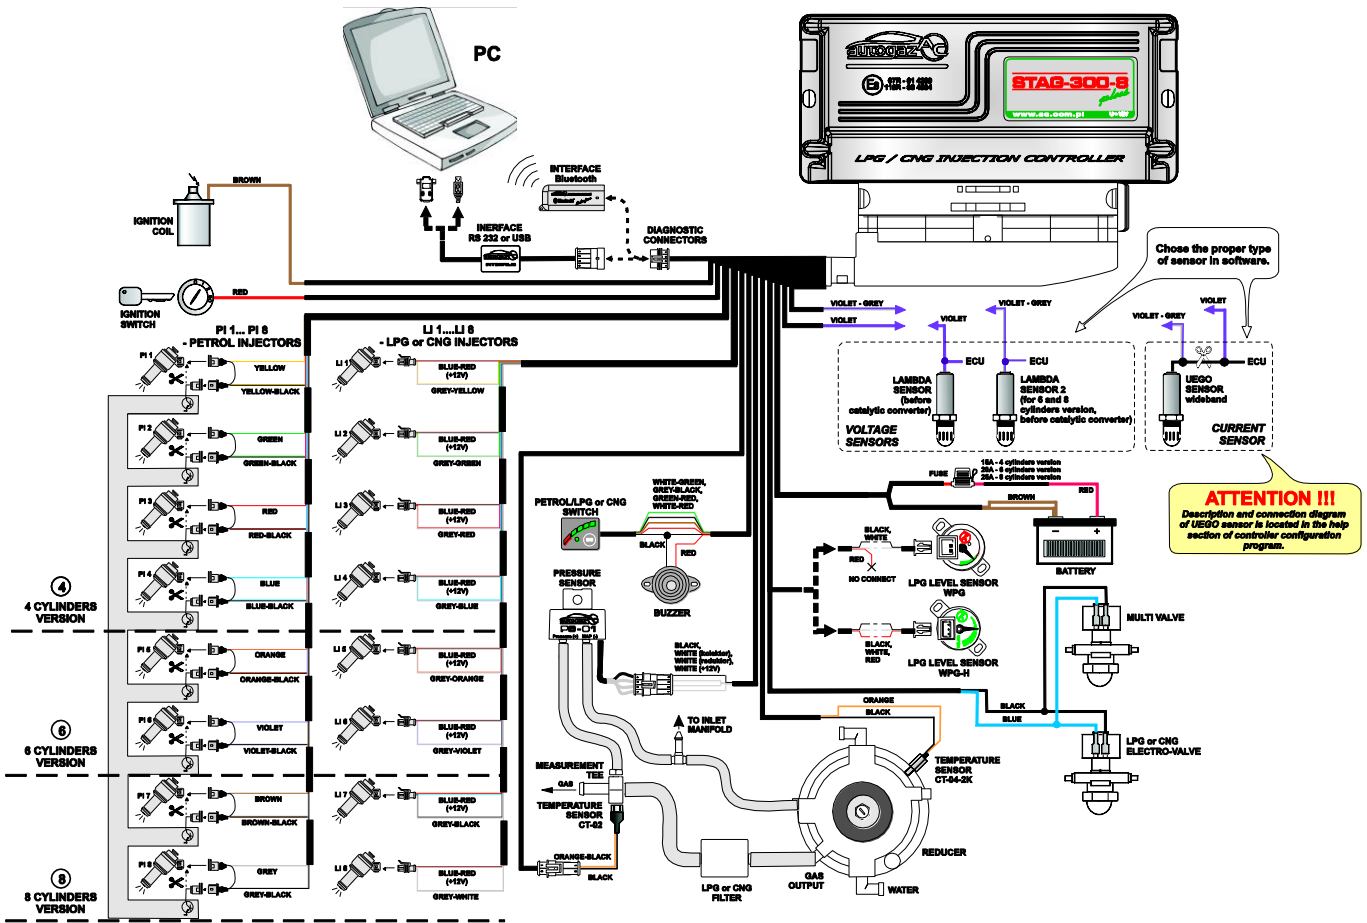 PC
autogaz AC
E8
67R - 01 4260
STAG-300-8
www.ac.com.pl
LPG / CNG INJECTION CONTROLLER
INTERFACE
Bluetooth
BROWN
IGNITION
COIL
INERFACE
RS 232 or USB
DIAGNOSTIC
CONNECTORS
RED
IGNITION
SWITCH
Chose the proper type
of sensor in software.
VIOLET - GREY
VIOLET
VIOLET
VIOLET - GREY
VIOLET
VIOLET - GREY
ECU
ECU
ECU
LAMBDA
SENSOR
(before
catalytic converter)
LAMBDA
SENSOR 2
(for 6 and 8
cylinders version,
before catalytic converter)
VOLTAGE
SENSORS
UEGO
SENSOR
wideband
CURRENT
SENSOR
ATTENTION !!!
Description and connection diagram
of UEGO sensor is located in the help
section of controller configuration
program.
PI 1... PI 8
- PETROL INJECTORS
LI 1....LI 8
- LPG or CNG INJECTORS
PI 1
YELLOW
YELLOW-BLACK
LI 1
BLUE-RED
(+12V)
GREY-YELLOW
PI 2
GREEN
GREEN-BLACK
LI 2
BLUE-RED
(+12V)
GREY-GREEN
PI 3
RED
RED-BLACK
LI 3
BLUE-RED
(+12V)
GREY-RED
PI 4
BLUE
BLUE-BLACK
LI 4
BLUE-RED
(+12V)
GREY-BLUE
4
4 CYLINDERS
VERSION
PI 5
ORANGE
ORANGE-BLACK
LI 5
BLUE-RED
(+12V)
GREY-ORANGE
PI 6
VIOLET
VIOLET-BLACK
LI 6
BLUE-RED
(+12V)
GREY-VIOLET
6
6 CYLINDERS
VERSION
PI 7
BROWN
BROWN-BLACK
LI 7
BLUE-RED
(+12V)
GREY-BLACK
PI 8
GREY
GREY-BLACK
LI 8
BLUE-RED
(+12V)
GREY-WHITE
8
8 CYLINDERS
VERSION
PETROL/LPG or CNG
SWITCH
WHITE-GREEN,
GREY-BLACK,
GREEN-RED,
WHITE-RED
BLACK
RED
BUZZER
PRESSURE
SENSOR
PS-01
Pressure (+) MAP (-)
BLACK,
WHITE (kolektor),
WHITE (reduktor),
WHITE (+12V)
FUSE
15A - 4 cylinders version
20A - 6 cylinders version
25A - 8 cylinders version
RED
BROWN
- +
BATTERY
BLACK,
WHITE
RED
NO CONNECT
LPG LEVEL SENSOR
WPG
BLACK,
WHITE,
RED
LPG LEVEL SENSOR
WPG-H
MULTI VALVE
BLACK
BLUE
LPG or CNG
ELECTRO-VALVE
ORANGE
BLACK
TO INLET
MANIFOLD
MEASUREMENT
TEE
GAS
TEMPERATURE
SENSOR
CT-02
ORANGE-BLACK
BLACK
TEMPERATURE
SENSOR
CT-04-2K
REDUCER
LPG or CNG
FILTER
GAS
OUTPUT
WATER